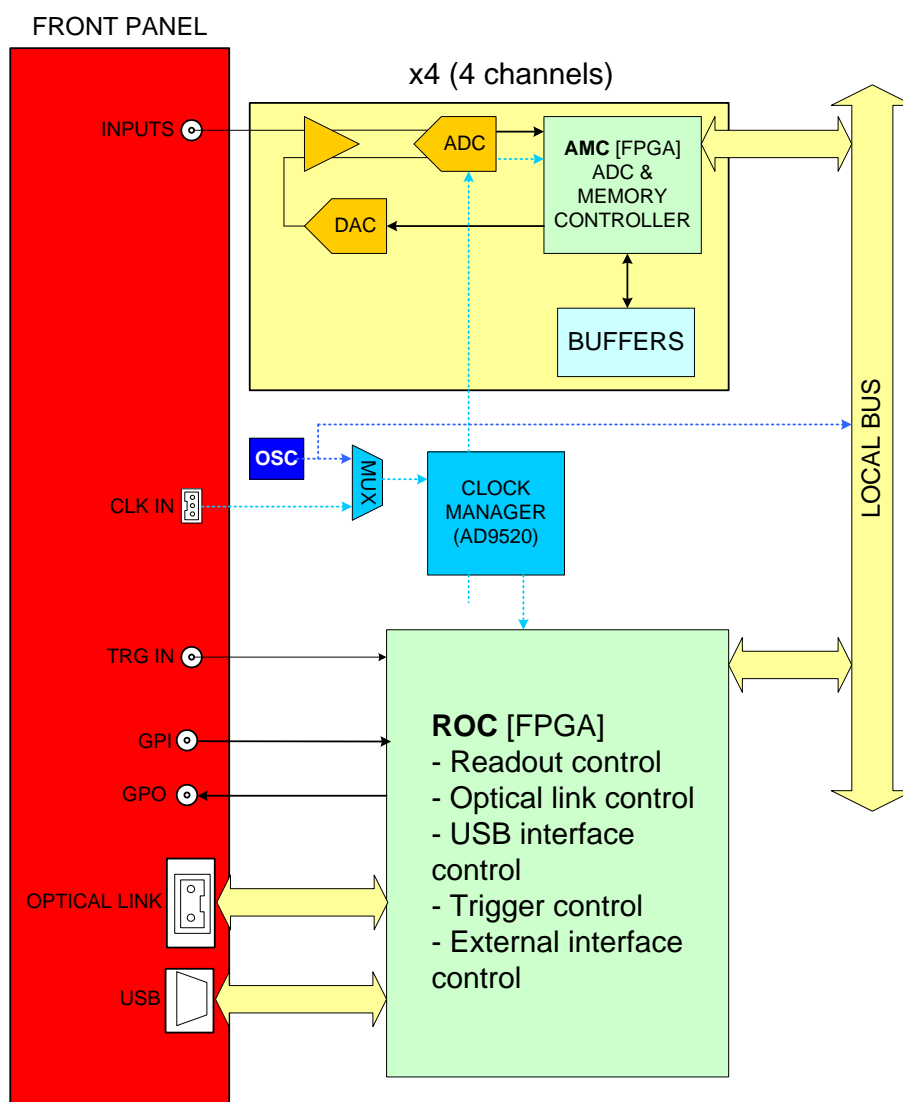 FRONT PANEL
x4 (4 channels)
INPUTS
ADC
AMC [FPGA]
ADC &
MEMORY
CONTROLLER
DAC
BUFFERS
LOCAL BUS
OSC
MUX
CLK IN
CLOCK
MANAGER
(AD9520)
TRG IN
GPI
GPO
OPTICAL LINK
USB
ROC [FPGA]
- Readout control
- Optical link control
- USB interface
control
- Trigger control
- External interface
control